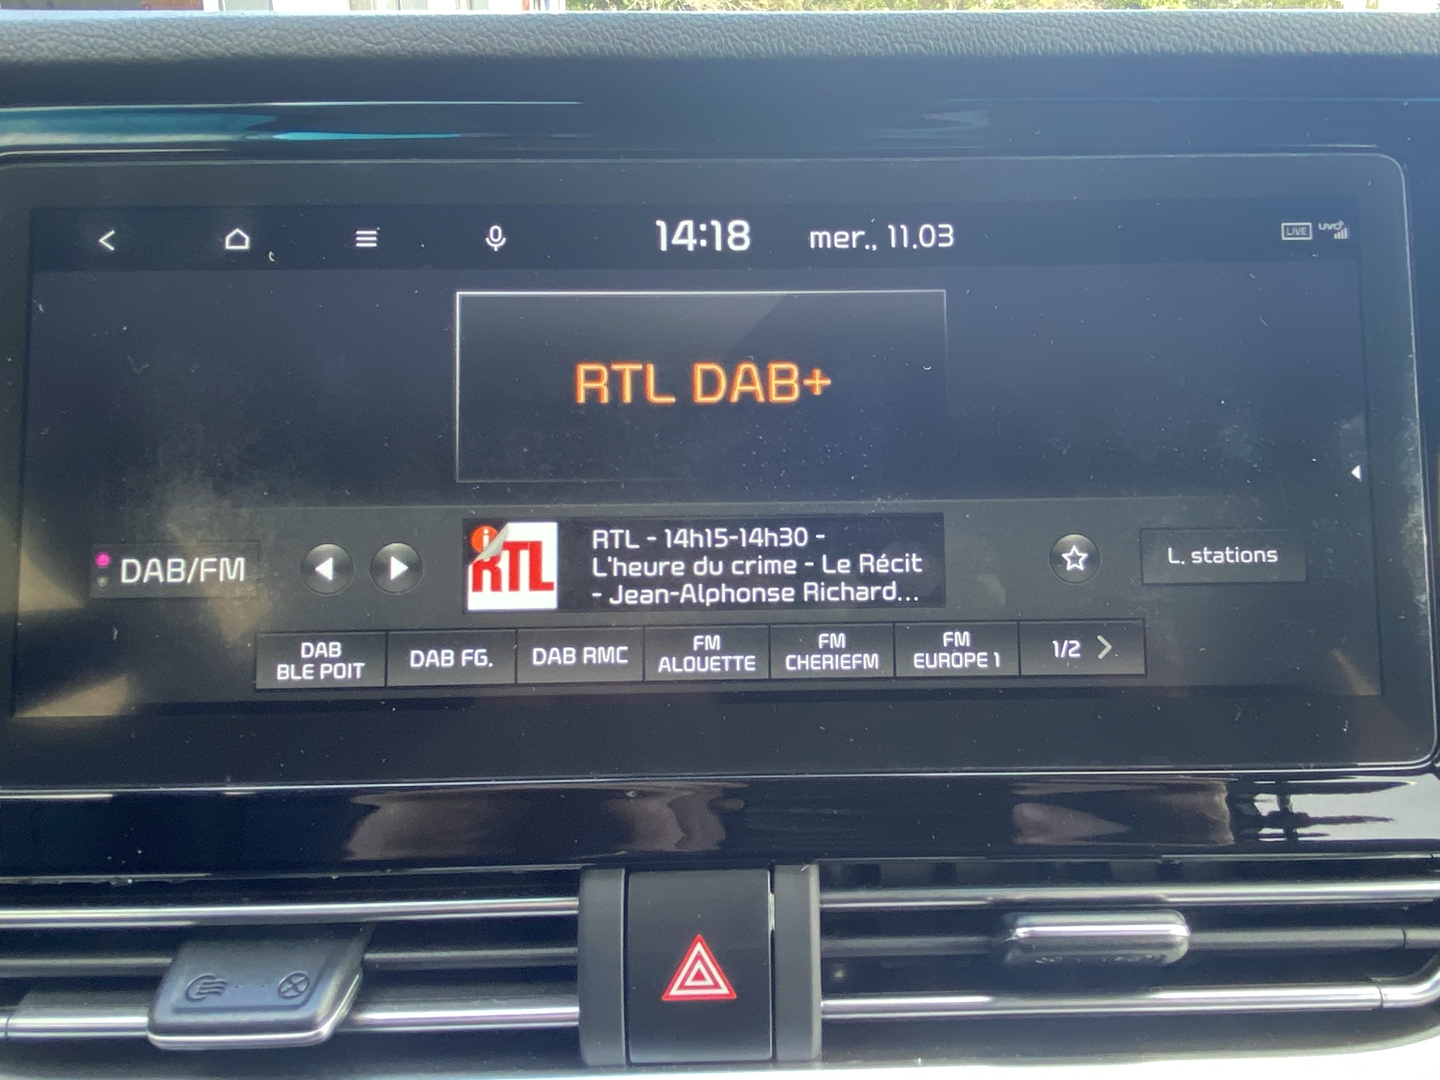 14:18 mer., 11.03 LIVE UVO
RTL DAB+
DAB/FM
i RTL
RTL - 14h15-14h30 -
L'heure du crime - Le Récit
- Jean-Alphonse Richard...
L. stations
DAB
BLE POIT
DAB FG.
DAB RMC
FM
ALOUETTE
FM
CHERIEFM
FM
EUROPE 1
1/2